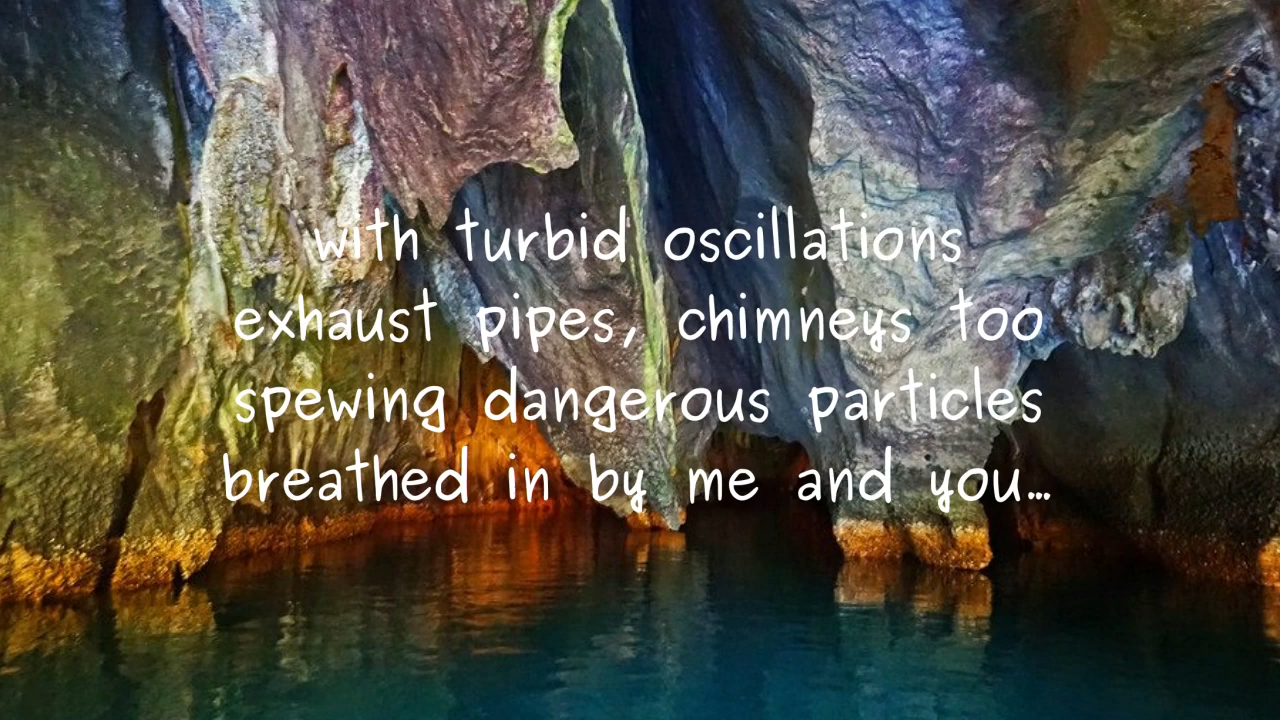 with turbid oscillations
exhaust pipes, chimneys too
spewing dangerous particles
breathed in by me and you...